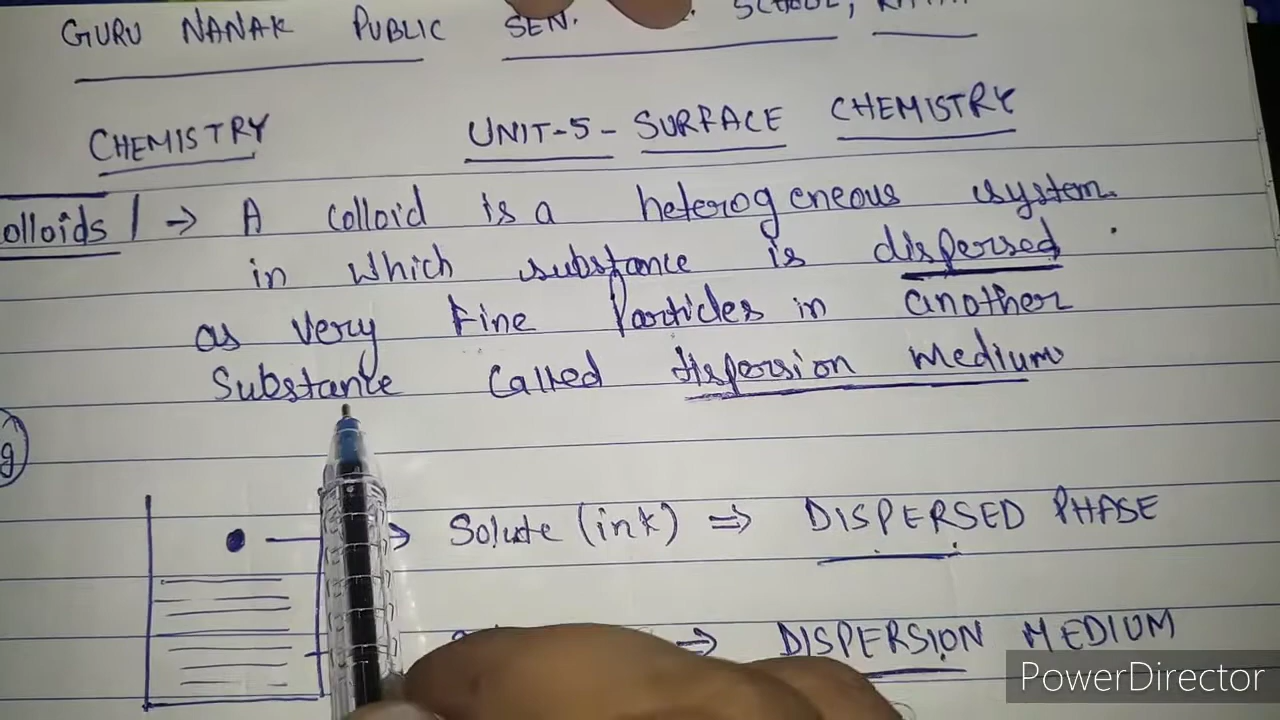 GURU NANAK PUBLIC SEN. SCHOOL,
CHEMISTRY UNIT-5- SURFACE CHEMISTRY
olloids → A colloid is a heterogeneous system.
in which substance is dispersed
as very Fine Particles in another
Substance called dispersion medium
g
Solute (ink) ⇒ DISPERSED PHASE
⇒ DISPERSION MEDIUM
PowerDirector